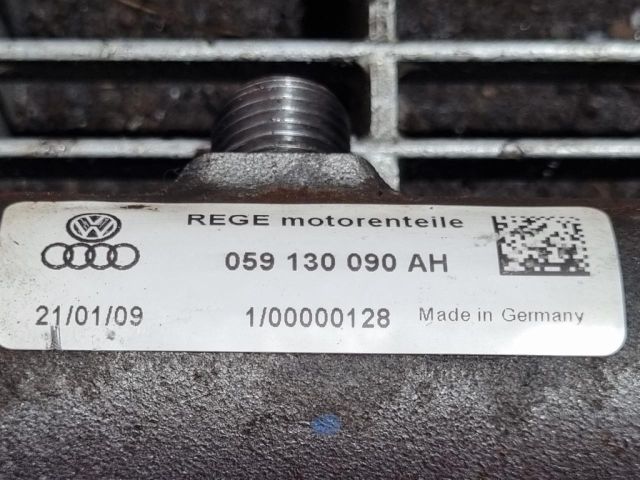 REGE motorenteile
059 130 090 AH
21/01/09 1/00000128 Made in Germany